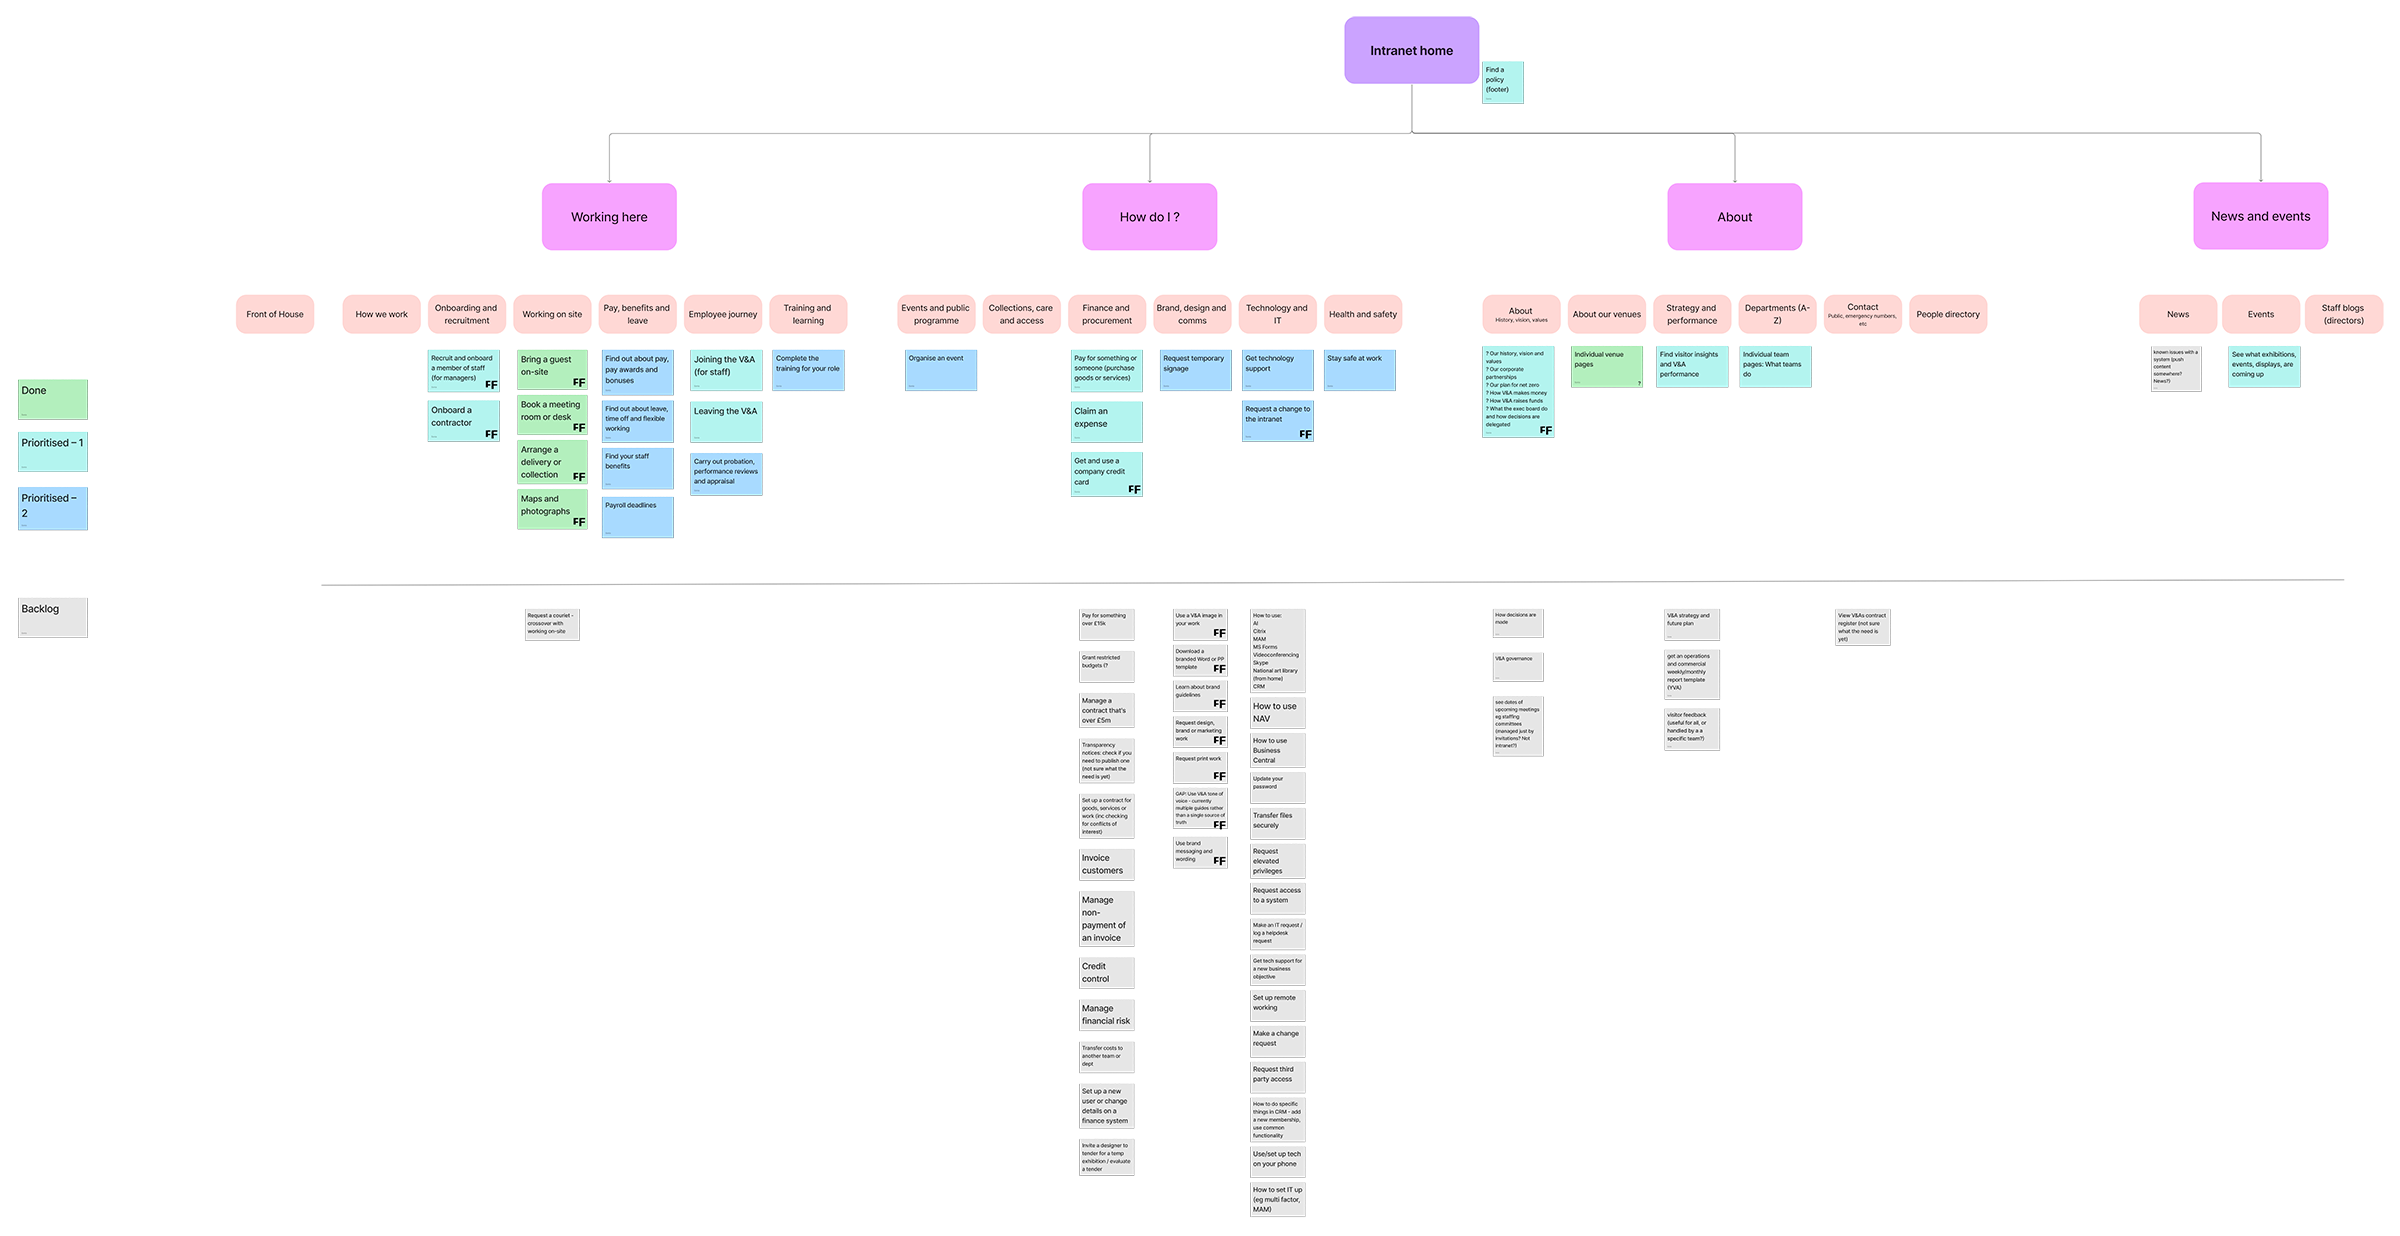 Intranet home
Find a
policy
(footer)
Working here
How do I ?
About
News and events
Front of House
How we work
Onboarding and
recruitment
Working on site
Pay, benefits and
leave
Employee journey
Training and
learning
Events and public
programme
Collections, care
and access
Finance and
procurement
Brand, design and
comms
Technology and
IT
Health and safety
About
History, vision, values
About our venues
Strategy and
performance
Departments (A-
Z)
Contact
Public, emergency numbers,
etc
People directory
News
Events
Staff blogs
(directors)
Done
Prioritised – 1
Prioritised –
2
Backlog
Recruit and onboard
a member of staff
(for managers)
FF
Onboard a
contractor
FF
Bring a guest
on-site
FF
Book a meeting
room or desk
FF
Arrange a
delivery or
collection
FF
Maps and
photographs
FF
Find out about pay,
pay awards and
bonuses
Find out about leave,
time off and flexible
working
Find your staff
benefits
Payroll deadlines
Joining the V&A
(for staff)
Leaving the V&A
Carry out probation,
performance reviews
and appraisal
Complete the
training for your role
Organise an event
Pay for something or
someone (purchase
goods or services)
Claim an
expense
Get and use a
company credit
card
FF
Request temporary
signage
Get technology
support
Request a change to
the intranet
FF
Stay safe at work
? Our history, vision and
values
? Our corporate
partnerships
? Our plan for net zero
? How V&A makes money
? How V&A raises funds
? What the exec board do
and how decisions are
delegated
FF
Individual venue
pages
?
Find visitor insights
and V&A
performance
Individual team
pages: What teams
do
known issues with a
system (push
content
somewhere?
News?)
See what exhibitions,
events, displays, are
coming up
Request a couriet -
crossover with
working on-site
Pay for something
over £15k
Grant restricted
budgets (?
Manage a
contract that's
over £5m
Transparency
notices: check if you
need to publish one
(not sure what the
need is yet)
Set up a contract for
goods, services or
work (inc checking
for conflicts of
interest)
Invoice
customers
Manage
non-
payment of
an invoice
Credit
control
Manage
financial risk
Transfer costs to
another team or
dept
Set up a new
user or change
details on a
finance system
Invite a designer to
tender for a temp
exhibition / evaluate
a tender
Use a V&A image in
your work
FF
Download a
branded Word or PP
template
FF
Learn about brand
guidelines
FF
Request design,
brand or marketing
work
FF
Request print work
FF
GAP: Use V&A tone of
voice - currently
multiple guides rather
than a single source of
truth
FF
Use brand
messaging and
wording
FF
How to use:
AI
Citrix
MAM
MS Forms
Videoconferencing
Skype
National art library
(from home)
CRM
How to use
NAV
How to use
Business
Central
Update your
password
Transfer files
securely
Request
elevated
privileges
Request access
to a system
Make an IT request /
log a helpdesk
request
Get tech support for
a new business
objective
Set up remote
working
Make a change
request
Request third
party access
How to do specific
things in CRM - add
a new membership,
use common
functionality
Use/set up tech
on your phone
How to set IT up
(eg multi factor,
MAM)
How decisions are
made
V&A governance
see dates of
upcoming meetings
eg staffing
committees
(managed just by
invitations? Not
intranet?)
V&A strategy and
future plan
get an operations
and commercial
weekly/monthly
report template
(YVA)
visitor feedback
(useful for all, or
handled by a a
specific team?)
View V&As contract
register (not sure
what the need is
yet)